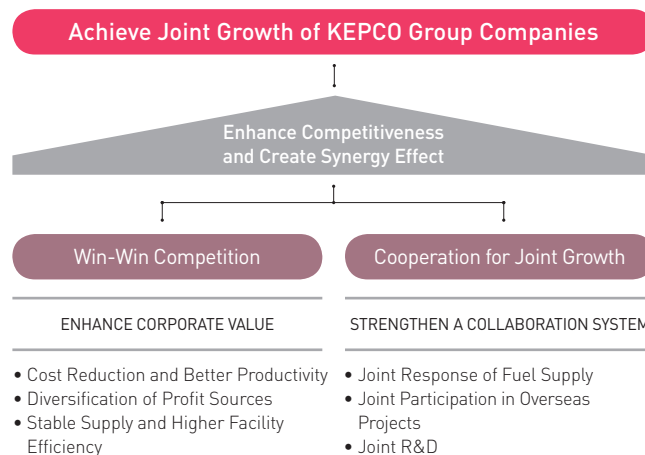 Achieve Joint Growth of KEPCO Group Companies
Enhance Competitiveness
and Create Synergy Effect
Win-Win Competition
Cooperation for Joint Growth
ENHANCE CORPORATE VALUE
STRENGTHEN A COLLABORATION SYSTEM
• Cost Reduction and Better Productivity
• Diversification of Profit Sources
• Stable Supply and Higher Facility
Efficiency
• Joint Response of Fuel Supply
• Joint Participation in Overseas
Projects
• Joint R&D